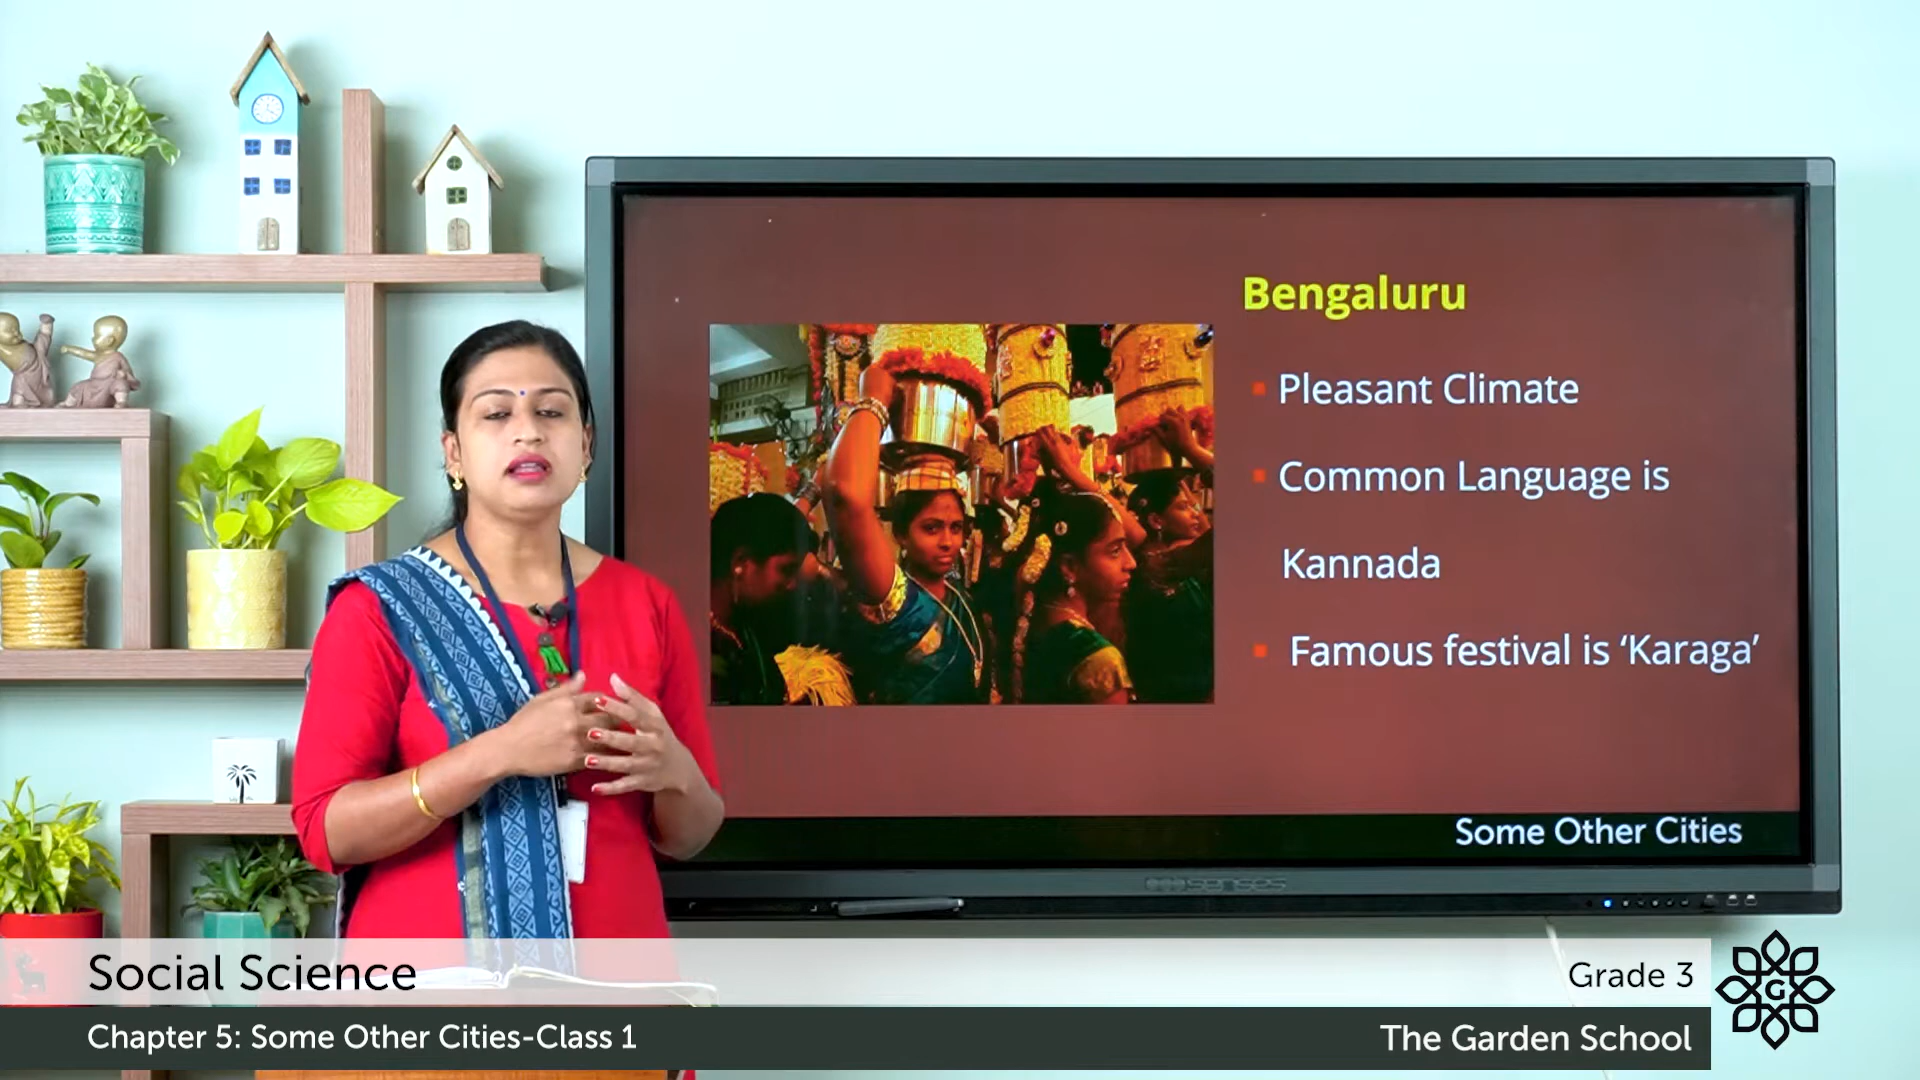 Bengaluru
Pleasant Climate
Common Language is
Kannada
Famous festival is ‘Karaga’
Some Other Cities
Social Science
Grade 3
Chapter 5: Some Other Cities-Class 1
The Garden School
G